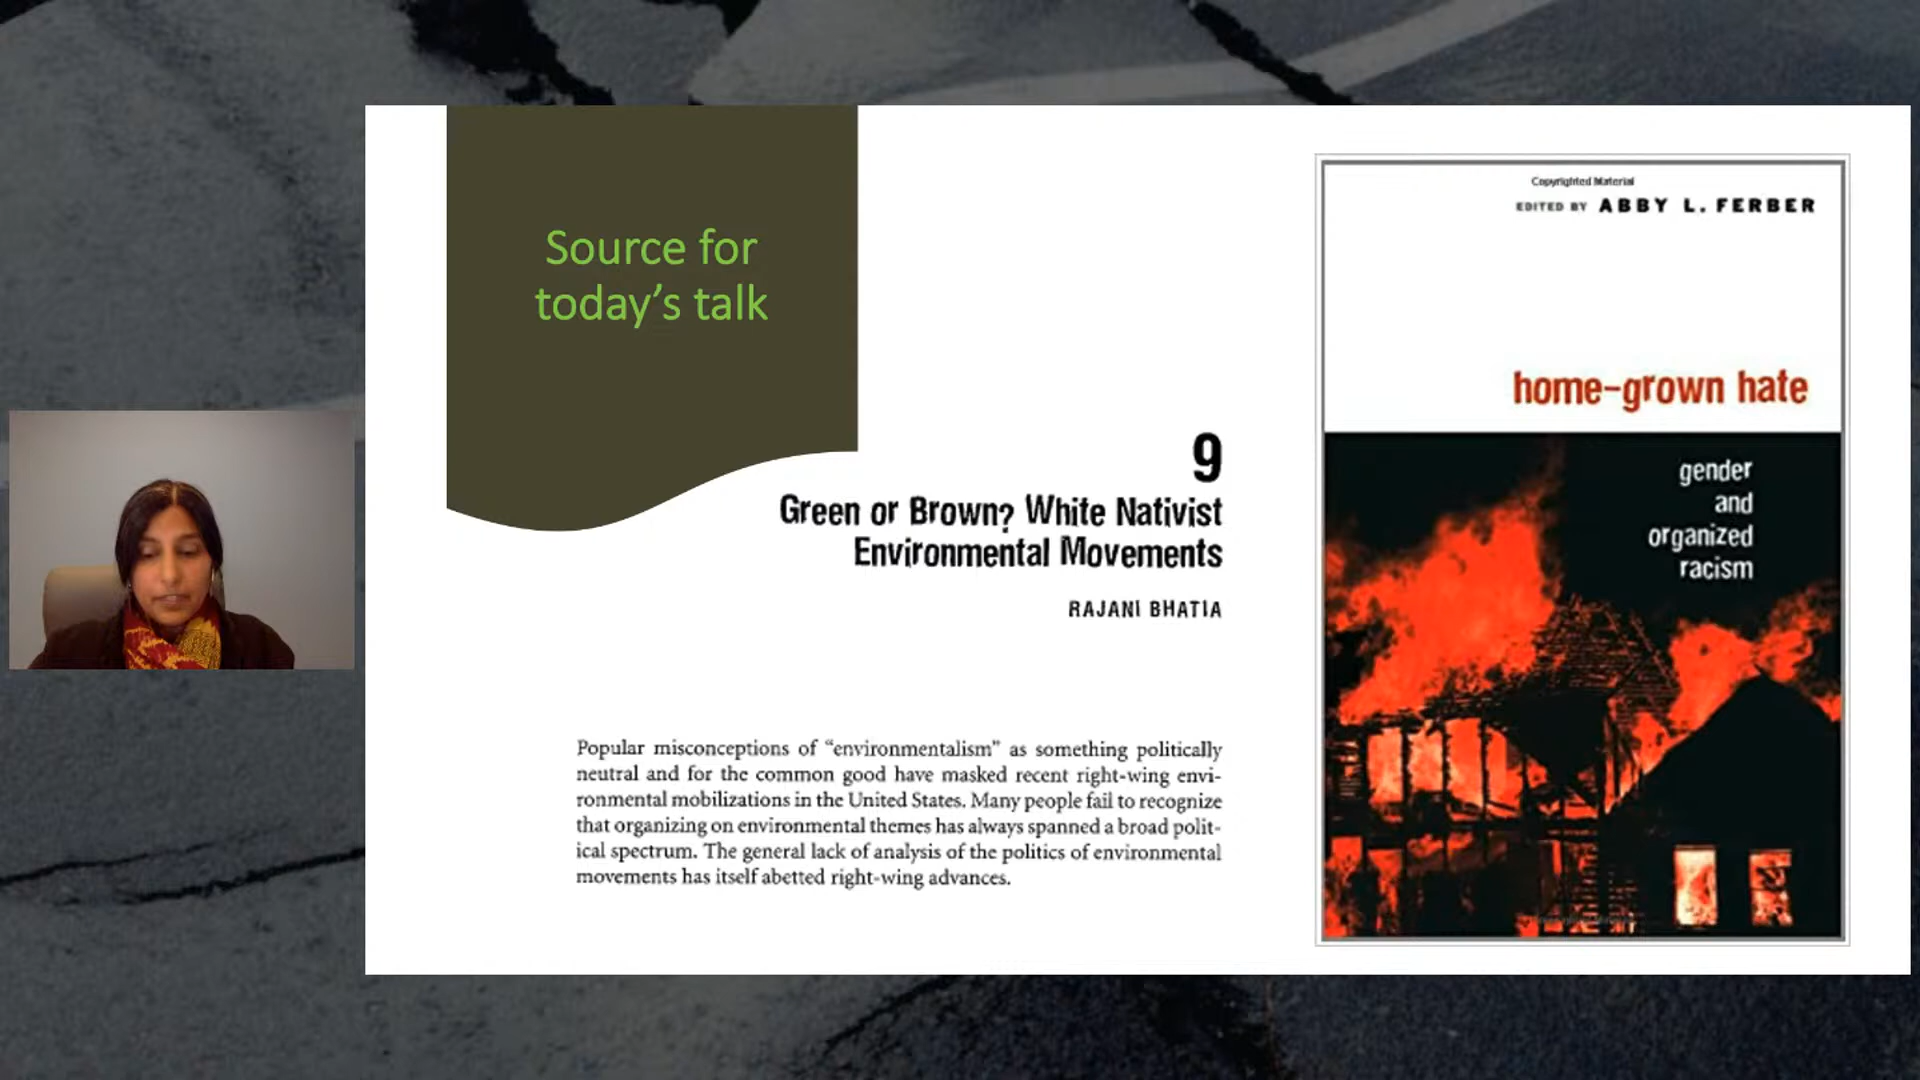 Source for
today’s talk
9
Green or Brown? White Nativist
Environmental Movements
RAJANI BHATIA
Popular misconceptions of “environmentalism” as something politically
neutral and for the common good have masked recent right-wing envi-
ronmental mobilizations in the United States. Many people fail to recognize
that organizing on environmental themes has always spanned a broad polit-
ical spectrum. The general lack of analysis of the politics of environmental
movements has itself abetted right-wing advances.
Copyrighted Material
EDITED BY ABBY L. FERBER
home-grown hate
gender
and
organized
racism